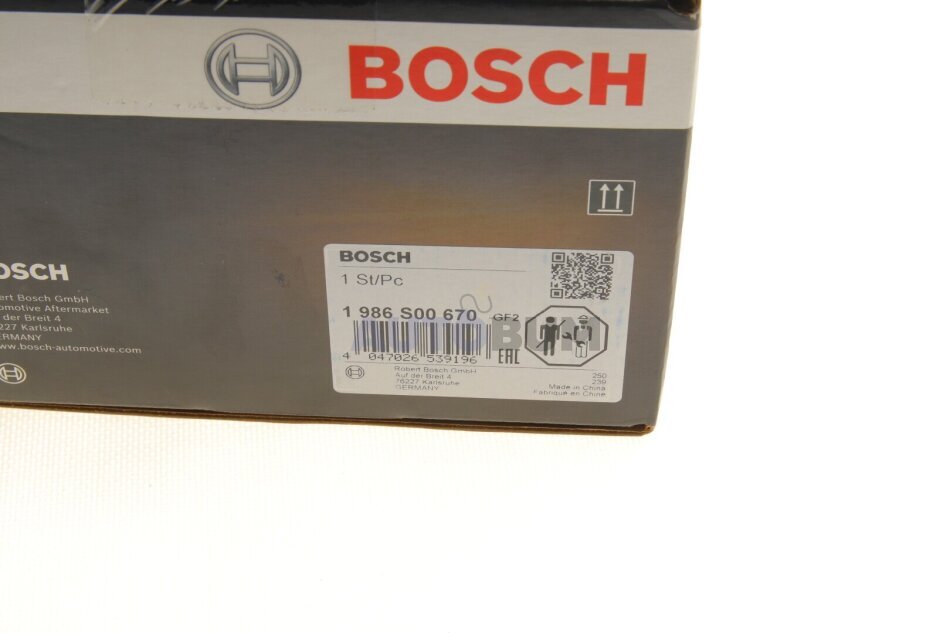 BOSCH
OSCH
ert Bosch GmbH
omotive Aftermarket
der Breit 4
227 Karlsruhe
ERMANY
ww.bosch-automotive.com
BOSCH
1 St/Pc
1 986 S00 670 GF2
4 047026 539196
EAC
Robert Bosch GmbH
Auf der Breit 4
76227 Karlsruhe
GERMANY
250
239
Made in China
Fabriqué en Chine